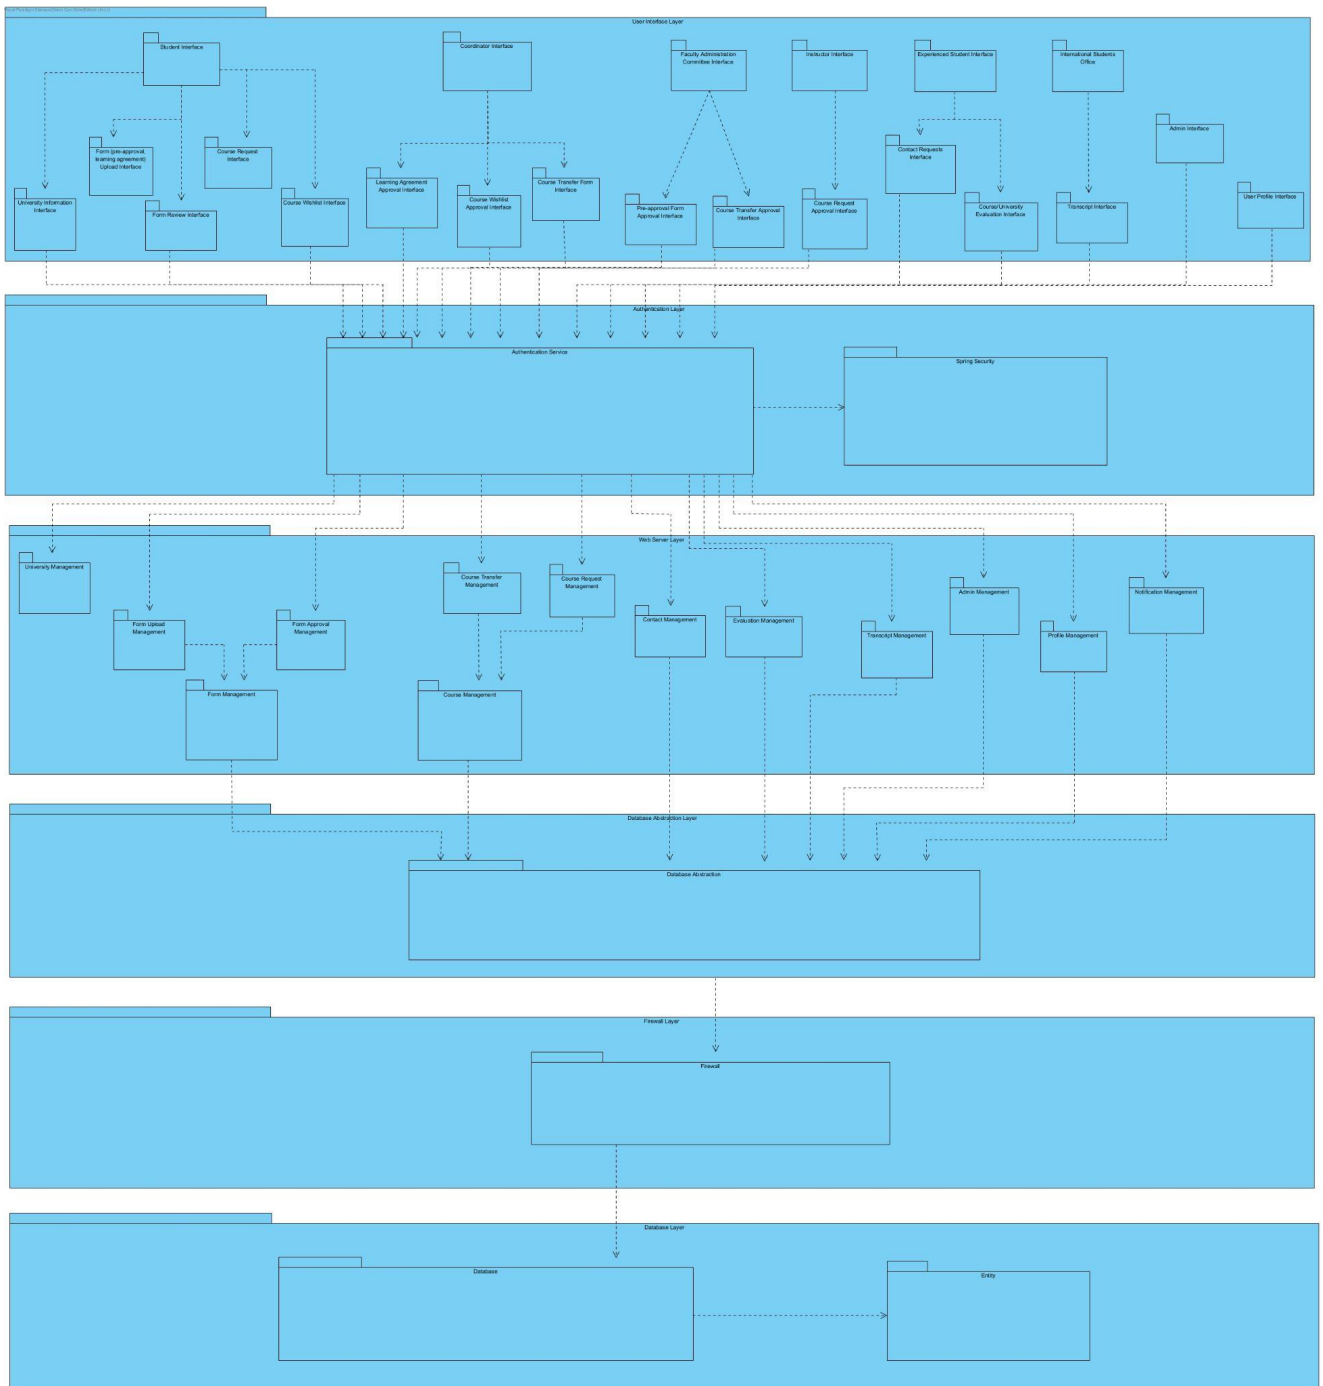 User Interface Layer
Student Interface
Coordinator Interface
Faculty Administration
Committee Interface
Instructor Interface
Experienced Student Interface
International Students
Office
Admin Interface
Form (pre-approval,
learning agreement)
Upload Interface
Course Request
Interface
Contact Requests
Interface
Learning Agreement
Approval Interface
Course Transfer Form
Interface
University Information
Interface
Form Review Interface
Course Wishlist Interface
Course Wishlist
Approval Interface
Pre-approval Form
Approval Interface
Course Transfer Approval
Interface
Course Request
Approval Interface
Course/University
Evaluation Interface
Transcript Interface
User Profile Interface
Authentication Layer
Authentication Service
Spring Security
Web Server Layer
University Management
Course Transfer
Management
Course Request
Management
Admin Management
Notification Management
Form Upload
Management
Form Approval
Management
Contact Management
Evaluation Management
Transcript Management
Profile Management
Form Management
Course Management
Database Abstraction Layer
Database Abstraction
Firewall Layer
Firewall
Database Layer
Database
Entity